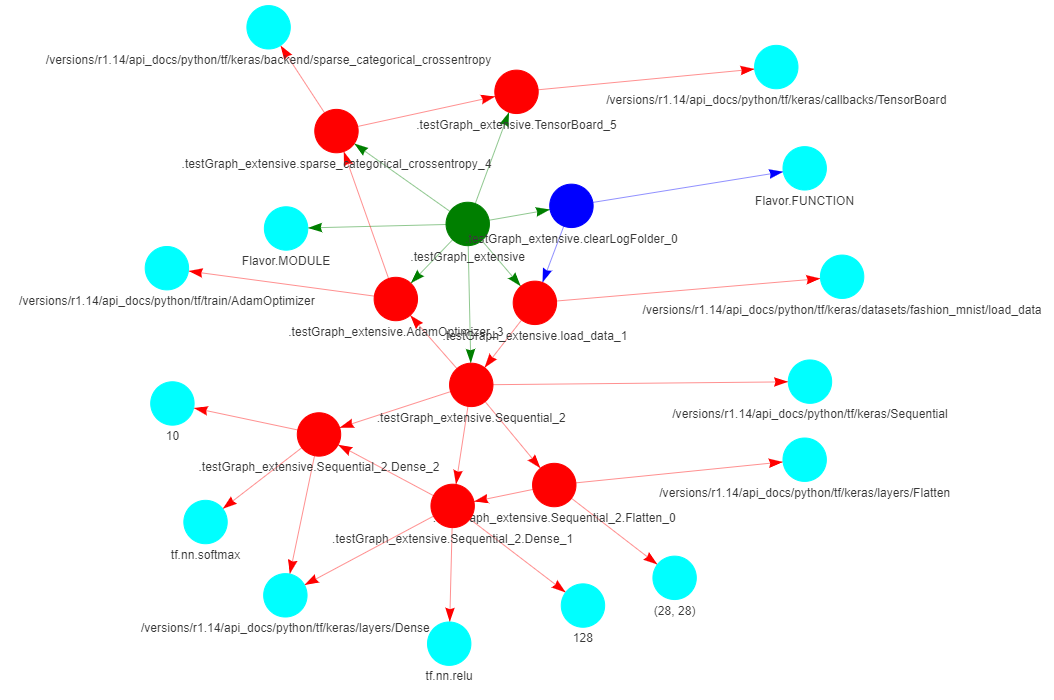 /versions/r1.14/api_docs/python/tf/keras/backend/sparse_categorical_crossentropy
/versions/r1.14/api_docs/python/tf/keras/callbacks/TensorBoard
.testGraph_extensive.TensorBoard_5
.testGraph_extensive.sparse_categorical_crossentropy_4
Flavor.FUNCTION
.testGraph_extensive.clearLogFolder_0
.testGraph_extensive
Flavor.MODULE
/versions/r1.14/api_docs/python/tf/train/AdamOptimizer
/versions/r1.14/api_docs/python/tf/keras/datasets/fashion_mnist/load_data
.testGraph_extensive.AdamOptimizer_3
.testGraph_extensive.load_data_1
/versions/r1.14/api_docs/python/tf/keras/Sequential
.testGraph_extensive.Sequential_2
10
.testGraph_extensive.Sequential_2.Dense_2
/versions/r1.14/api_docs/python/tf/keras/layers/Flatten
.testGraph_extensive.Sequential_2.Flatten_0
.testGraph_extensive.Sequential_2.Dense_1
tf.nn.softmax
(28, 28)
/versions/r1.14/api_docs/python/tf/keras/layers/Dense
128
tf.nn.relu